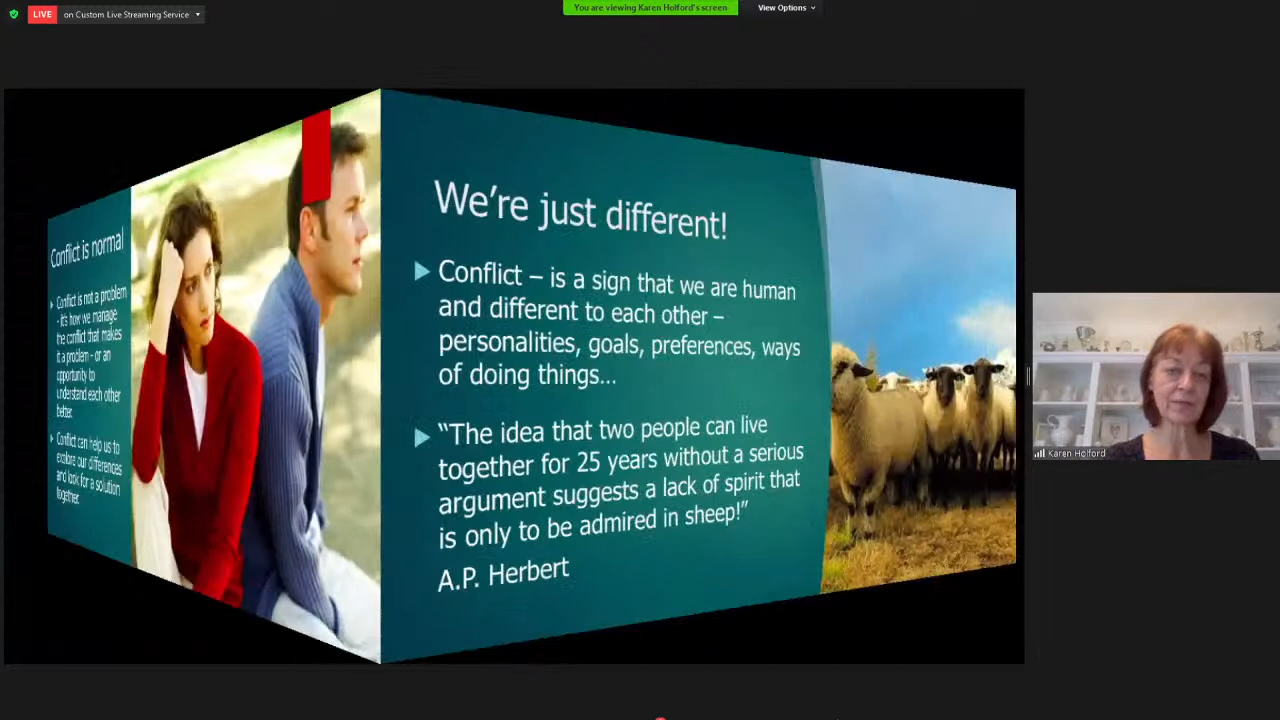 LIVE
on Custom Live Streaming Service
You are viewing Karen Holford's screen
View Options
Conflict is normal
Conflict is not a problem
- it's how we manage
the conflict that makes
it a problem - or an
opportunity to
understand each other
better.
Conflict can help us to
explore our differences
and look for a solution
together.
We're just different!
Conflict – is a sign that we are human
and different to each other –
personalities, goals, preferences, ways
of doing things...
“The idea that two people can live
together for 25 years without a serious
argument suggests a lack of spirit that
is only to be admired in sheep!”
A.P. Herbert
Karen Holford